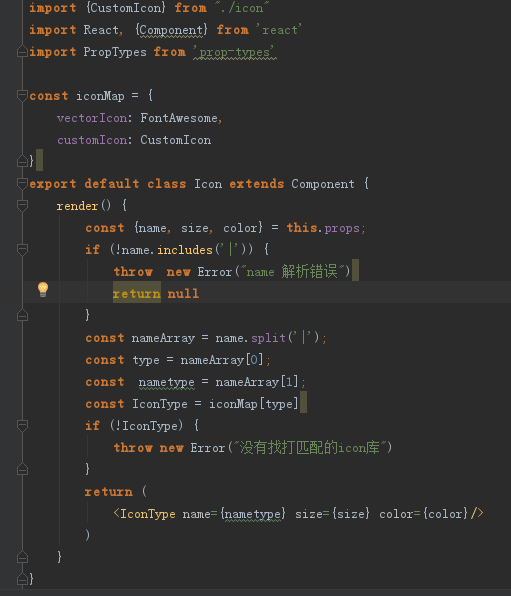 import {CustomIcon} from "./icon"
import React, {Component} from 'react'
import PropTypes from 'prop-types'
const iconMap = {
vectorIcon: FontAwesome,
customIcon: CustomIcon
}
export default class Icon extends Component {
render() {
const {name, size, color} = this.props;
if (!name.includes('|')) {
throw  new Error("name 解析错误")
return null
}
const nameArray = name.split('|');
const type = nameArray[0];
const  nametype = nameArray[1];
const IconType = iconMap[type]
if (!IconType) {
throw new Error("没有找打匹配的icon库")
}
return (
<IconType name={nametype} size={size} color={color}/>
)
}
}